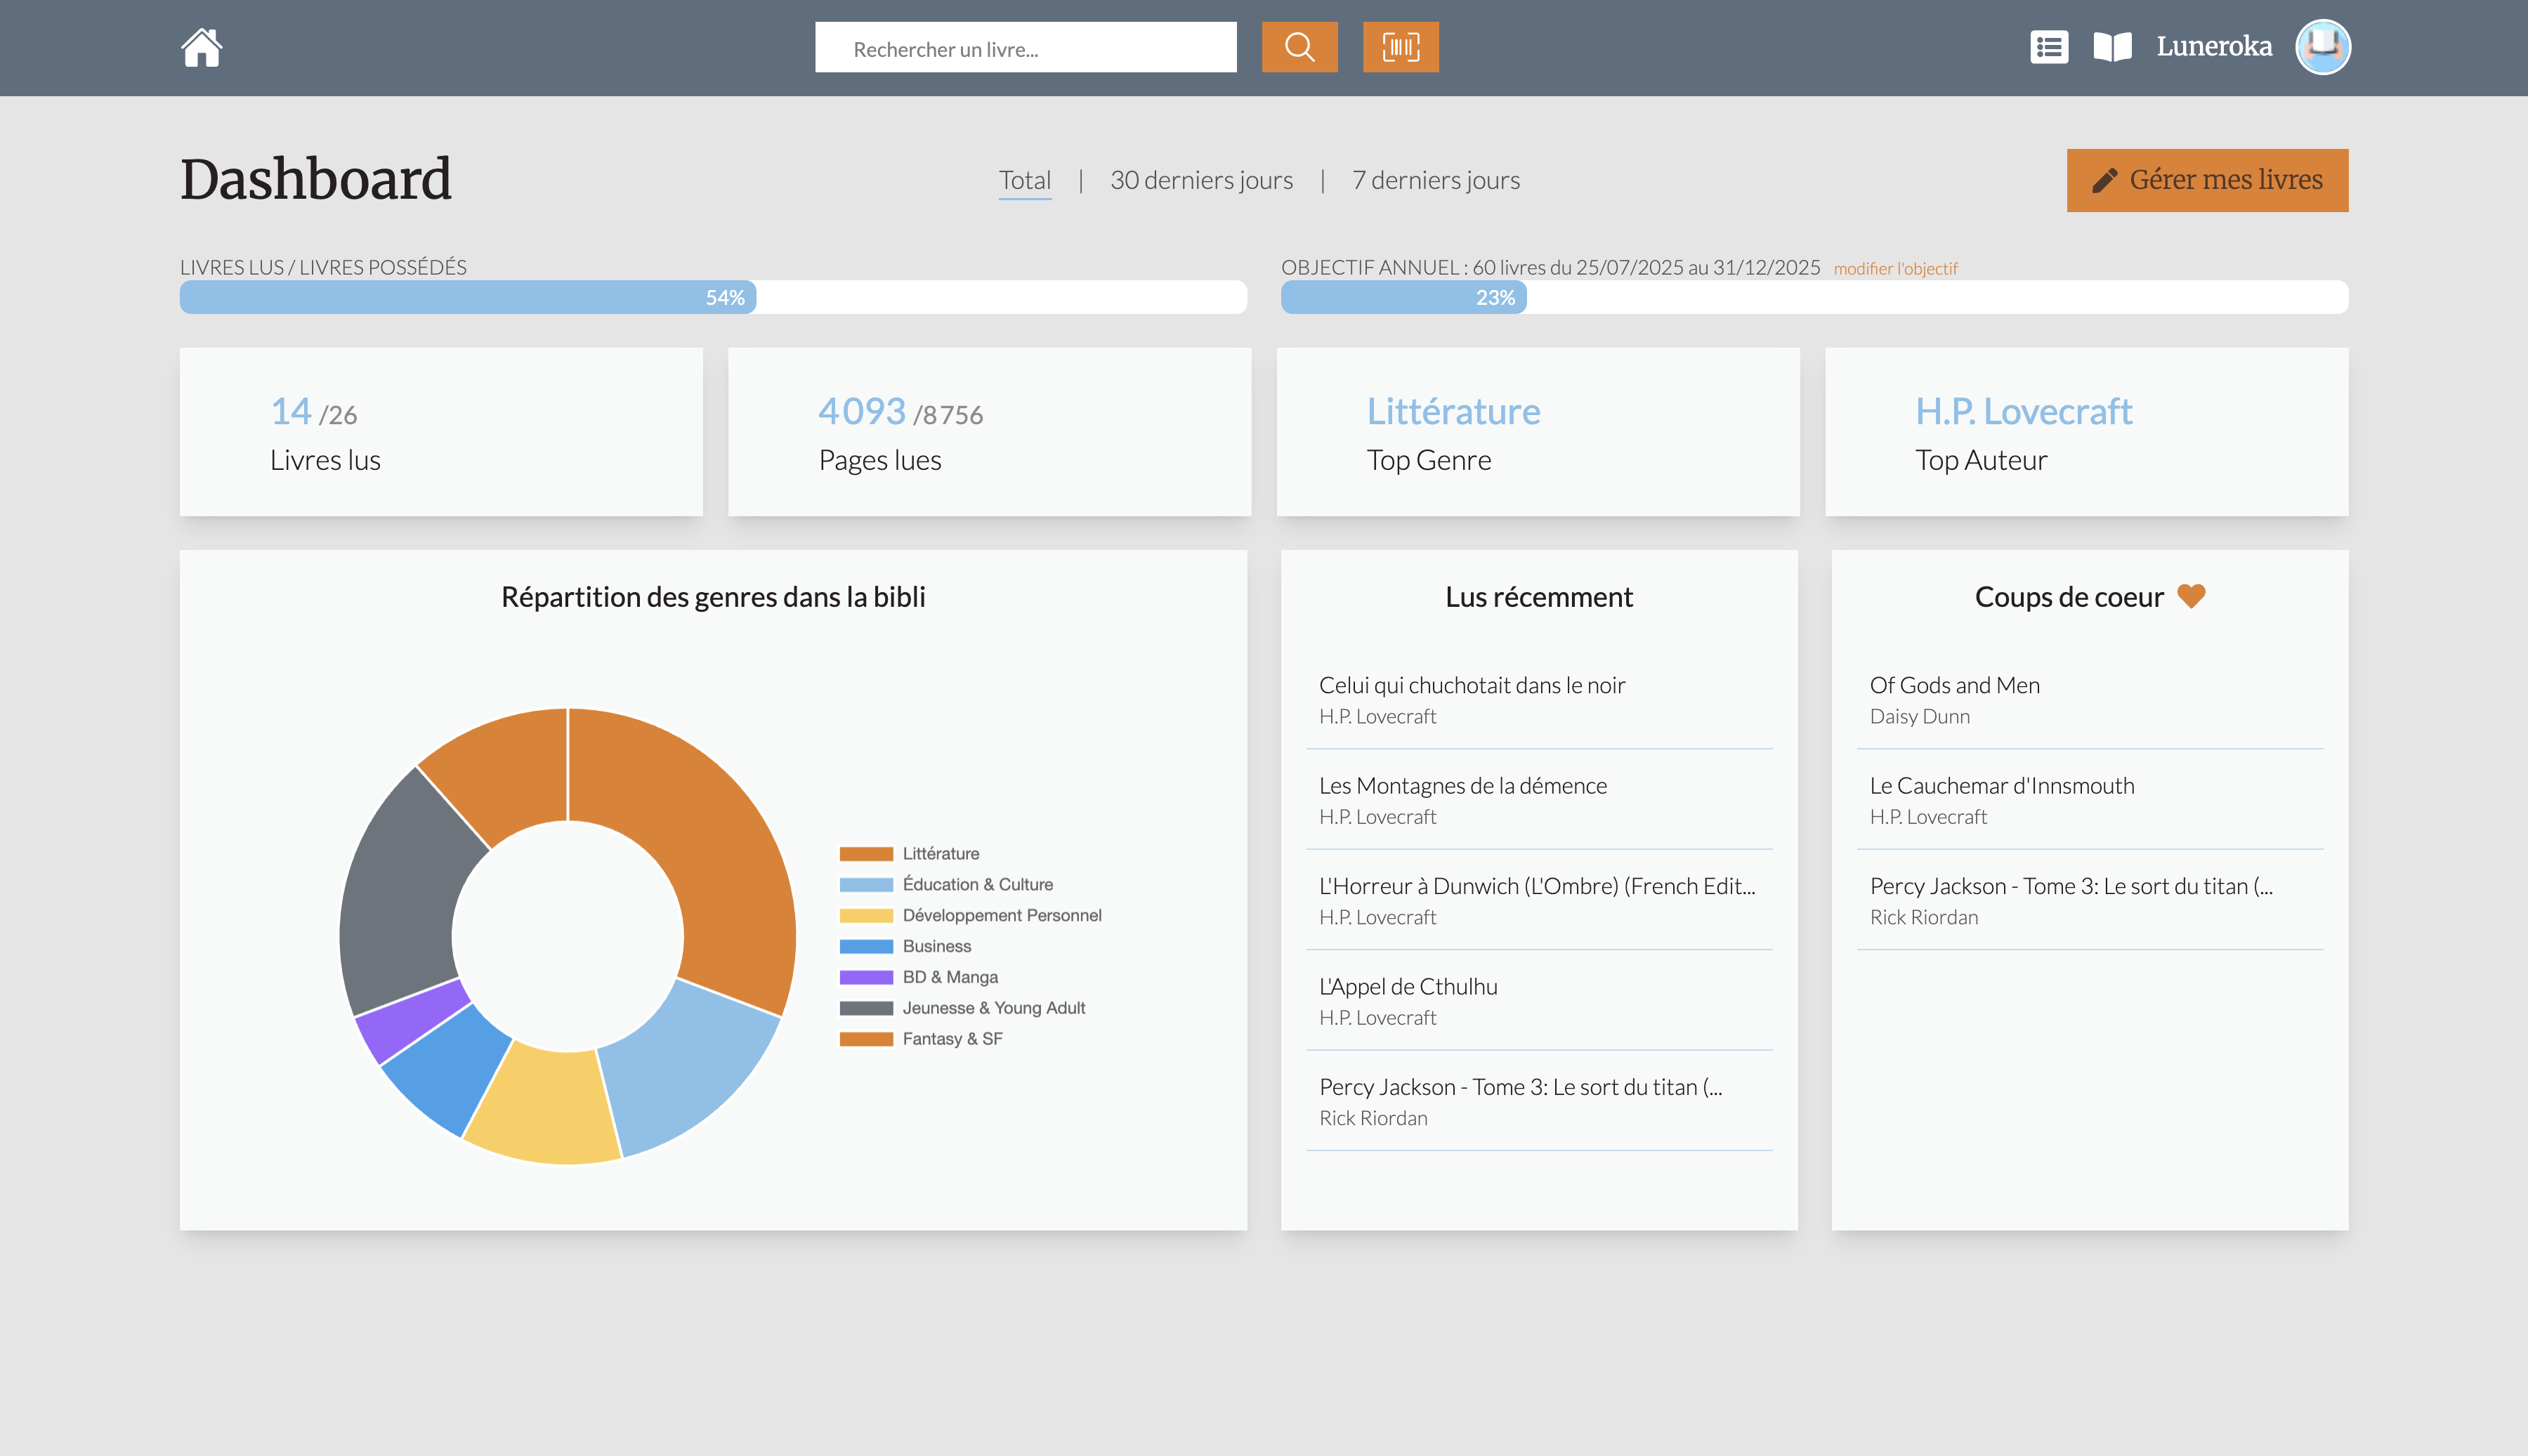 Rechercher un livre...
Luneroka
Dashboard
Total | 30 derniers jours | 7 derniers jours
Gérer mes livres
LIVRES LUS / LIVRES POSSÉDÉS
54%
OBJECTIF ANNUEL : 60 livres du 25/07/2025 au 31/12/2025 modifier l'objectif
23%
14 /26
Livres lus
4 093 /8 756
Pages lues
Littérature
Top Genre
H.P. Lovecraft
Top Auteur
Répartition des genres dans la bibli
Littérature
Éducation & Culture
Développement Personnel
Business
BD & Manga
Jeunesse & Young Adult
Fantasy & SF
Lus récemment
Celui qui chuchotait dans le noir
H.P. Lovecraft
Les Montagnes de la démence
H.P. Lovecraft
L'Horreur à Dunwich (L'Ombre) (French Edit...
H.P. Lovecraft
L'Appel de Cthulhu
H.P. Lovecraft
Percy Jackson - Tome 3: Le sort du titan (...
Rick Riordan
Coups de coeur
Of Gods and Men
Daisy Dunn
Le Cauchemar d'Innsmouth
H.P. Lovecraft
Percy Jackson - Tome 3: Le sort du titan (...
Rick Riordan